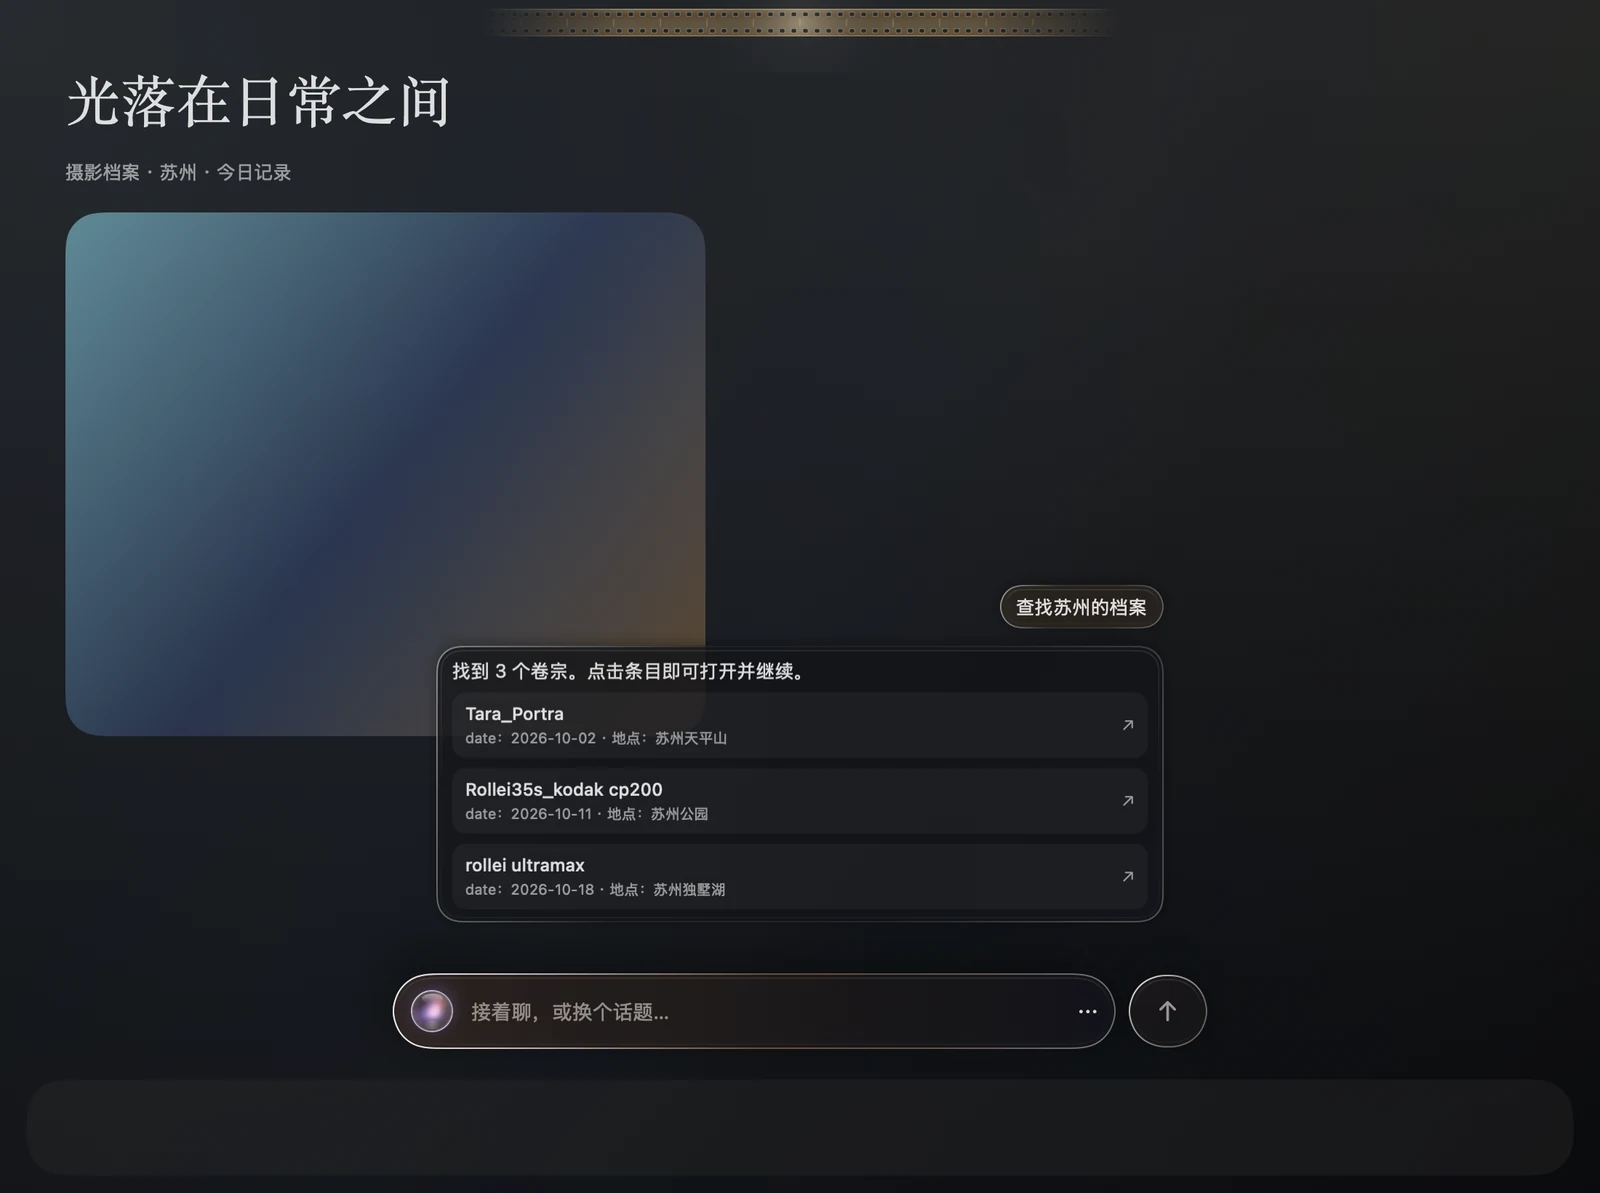 光落在日常之间
摄影档案 · 苏州 · 今日记录
查找苏州的档案
找到 3 个卷宗。点击条目即可打开并继续。
Tara_Portra
date：2026-10-02 · 地点：苏州天平山
Rollei35s_kodak cp200
date：2026-10-11 · 地点：苏州公园
rollei ultramax
date：2026-10-18 · 地点：苏州独墅湖
接着聊，或换个话题...